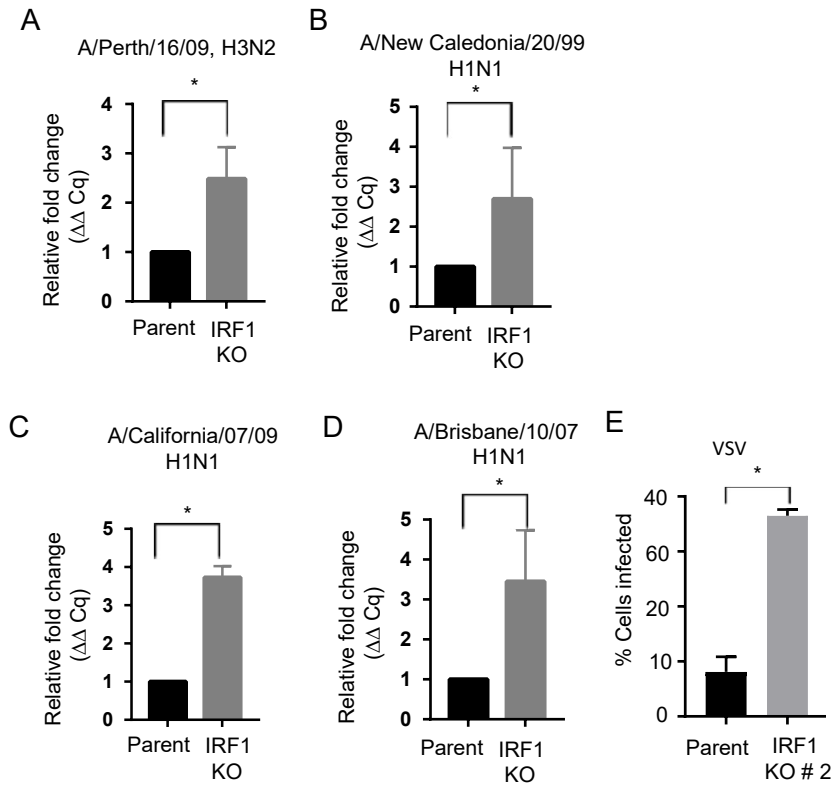 A
A/Perth/16/09, H3N2
*
Relative fold change
(ΔΔ Cq)
4
3
2
1
0
Parent
IRF1
KO
B
A/New Caledonia/20/99
H1N1
*
Relative fold change
(ΔΔ Cq)
5
4
3
2
1
0
Parent
IRF1
KO
C
A/California/07/09
H1N1
*
Relative fold change
(ΔΔ Cq)
5
4
3
2
1
0
Parent
IRF1
KO
D
A/Brisbane/10/07
H1N1
*
Relative fold change
(ΔΔ Cq)
5
4
3
2
1
0
Parent
IRF1
KO
E
VSV
*
% Cells infected
40
60
20
10
0
Parent
IRF1
KO # 2